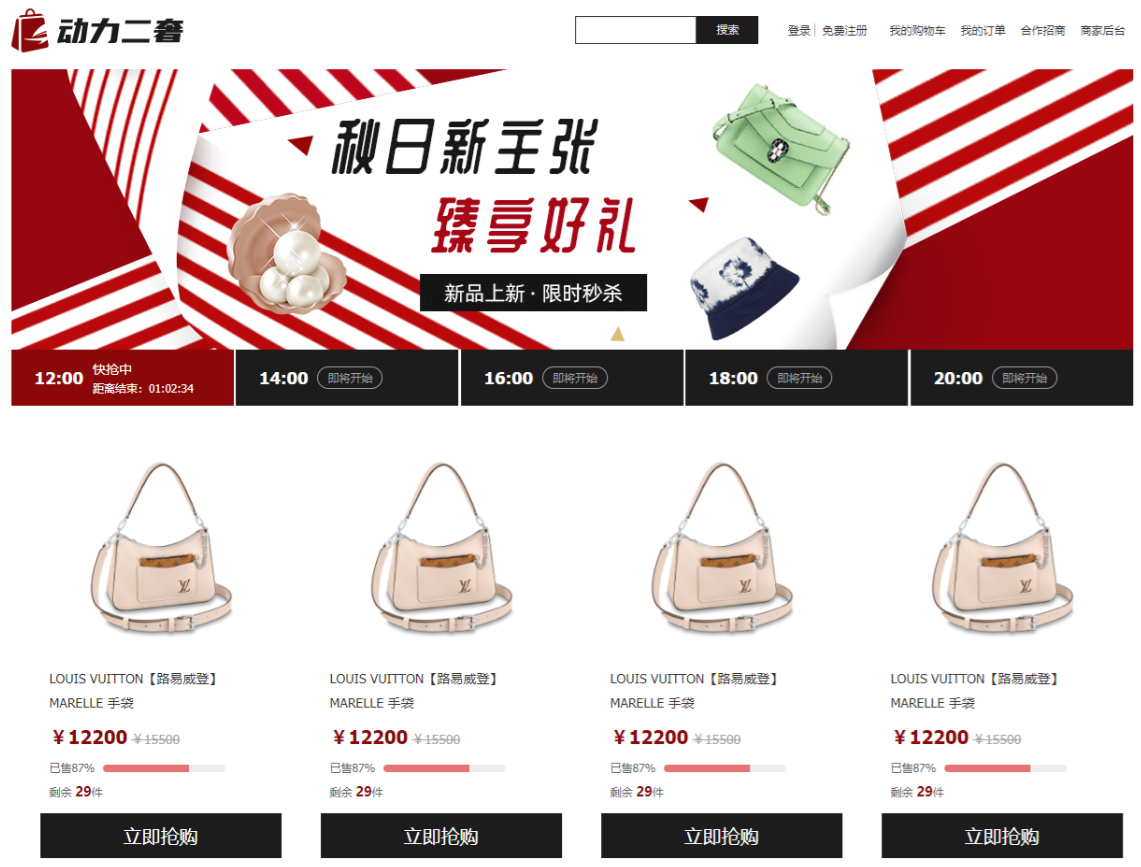 动力二奢
搜索
登录 | 免费注册 我的购物车 我的订单 合作招商 商家后台
秋日新主张
臻享好礼
新品上新 · 限时秒杀
12:00 快抢中
距离结束：01:02:34
14:00 即将开始
16:00 即将开始
18:00 即将开始
20:00 即将开始
LOUIS VUITTON【路易威登】
MARELLE 手袋
￥12200 ￥15500
已售87%
剩余 29件
立即抢购
LOUIS VUITTON【路易威登】
MARELLE 手袋
￥12200 ￥15500
已售87%
剩余 29件
立即抢购
LOUIS VUITTON【路易威登】
MARELLE 手袋
￥12200 ￥15500
已售87%
剩余 29件
立即抢购
LOUIS VUITTON【路易威登】
MARELLE 手袋
￥12200 ￥15500
已售87%
剩余 29件
立即抢购